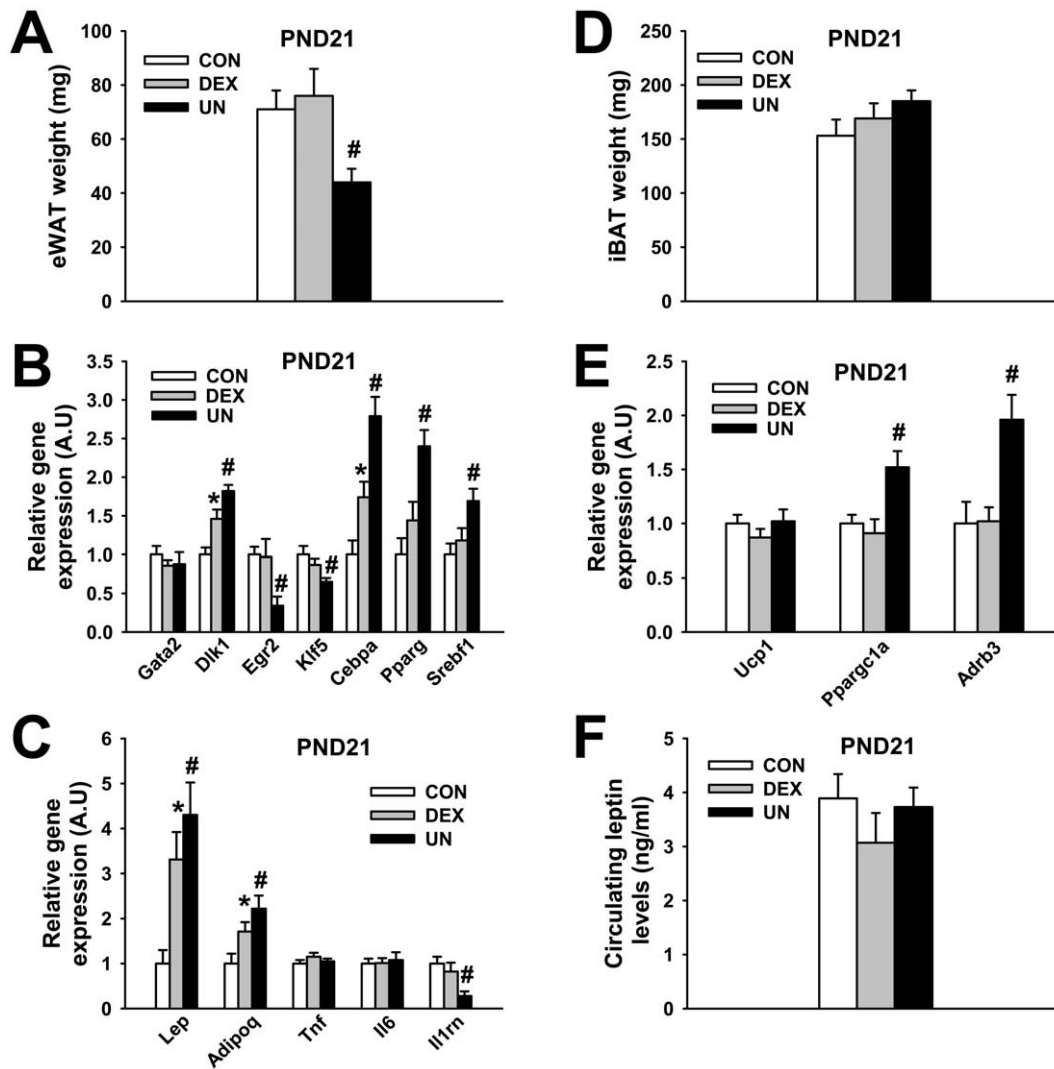 A
PND21
CON
DEX
UN
eWAT weight (mg)
100
80
60
40
20
0
#
D
PND21
CON
DEX
UN
iBAT weight (mg)
250
200
150
100
50
0
B
PND21
CON
DEX
UN
Relative gene
expression (A.U)
3.5
3.0
2.5
2.0
1.5
1.0
0.5
0.0
* #
#
#
* #
#
#
Gata2
Dlk1
Egr2
Klf5
Cebpa
Pparg
Srebf1
E
PND21
CON
DEX
UN
Relative gene
expression (A.U)
2.5
2.0
1.5
1.0
0.5
0.0
#
#
Ucp1
Ppargc1a
Adrb3
C
PND21
CON
DEX
UN
Relative gene
expression (A.U)
6
5
4
3
2
1
0
* #
* #
#
Lep
Adipoq
Tnf
Il6
Il1rn
F
PND21
CON
DEX
UN
Circulating leptin
levels (ng/ml)
5
4
3
2
1
0